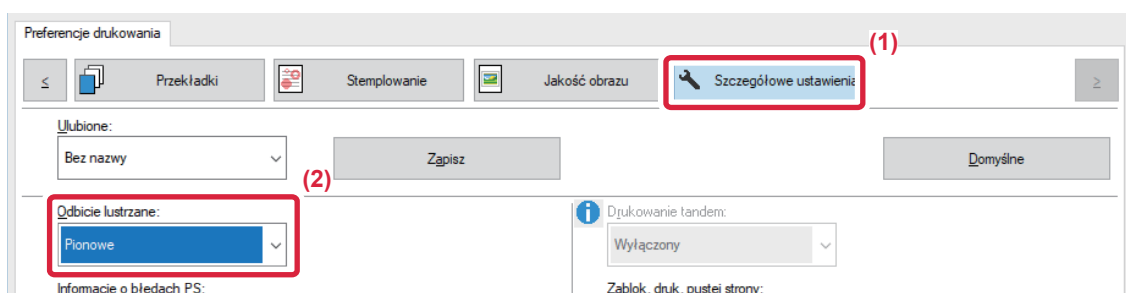 Preferencje drukowania
(1)
≤ Przekładki Stemplowanie Jakość obrazu Szczegółowe ustawienia ≥
Ulubione:
Bez nazwy Zapisz Domyślne
(2)
Odbicie lustrzane: Drukowanie tandem:
Pionowe Wyłączony
Informacje o błędach PS: Zablok. druk. pustej strony: